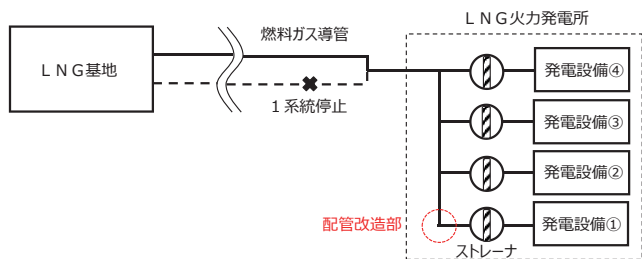 LNG火力発電所
燃料ガス導管
LNG基地
1系統停止
発電設備④
発電設備③
発電設備②
発電設備①
配管改造部
ストレーナ